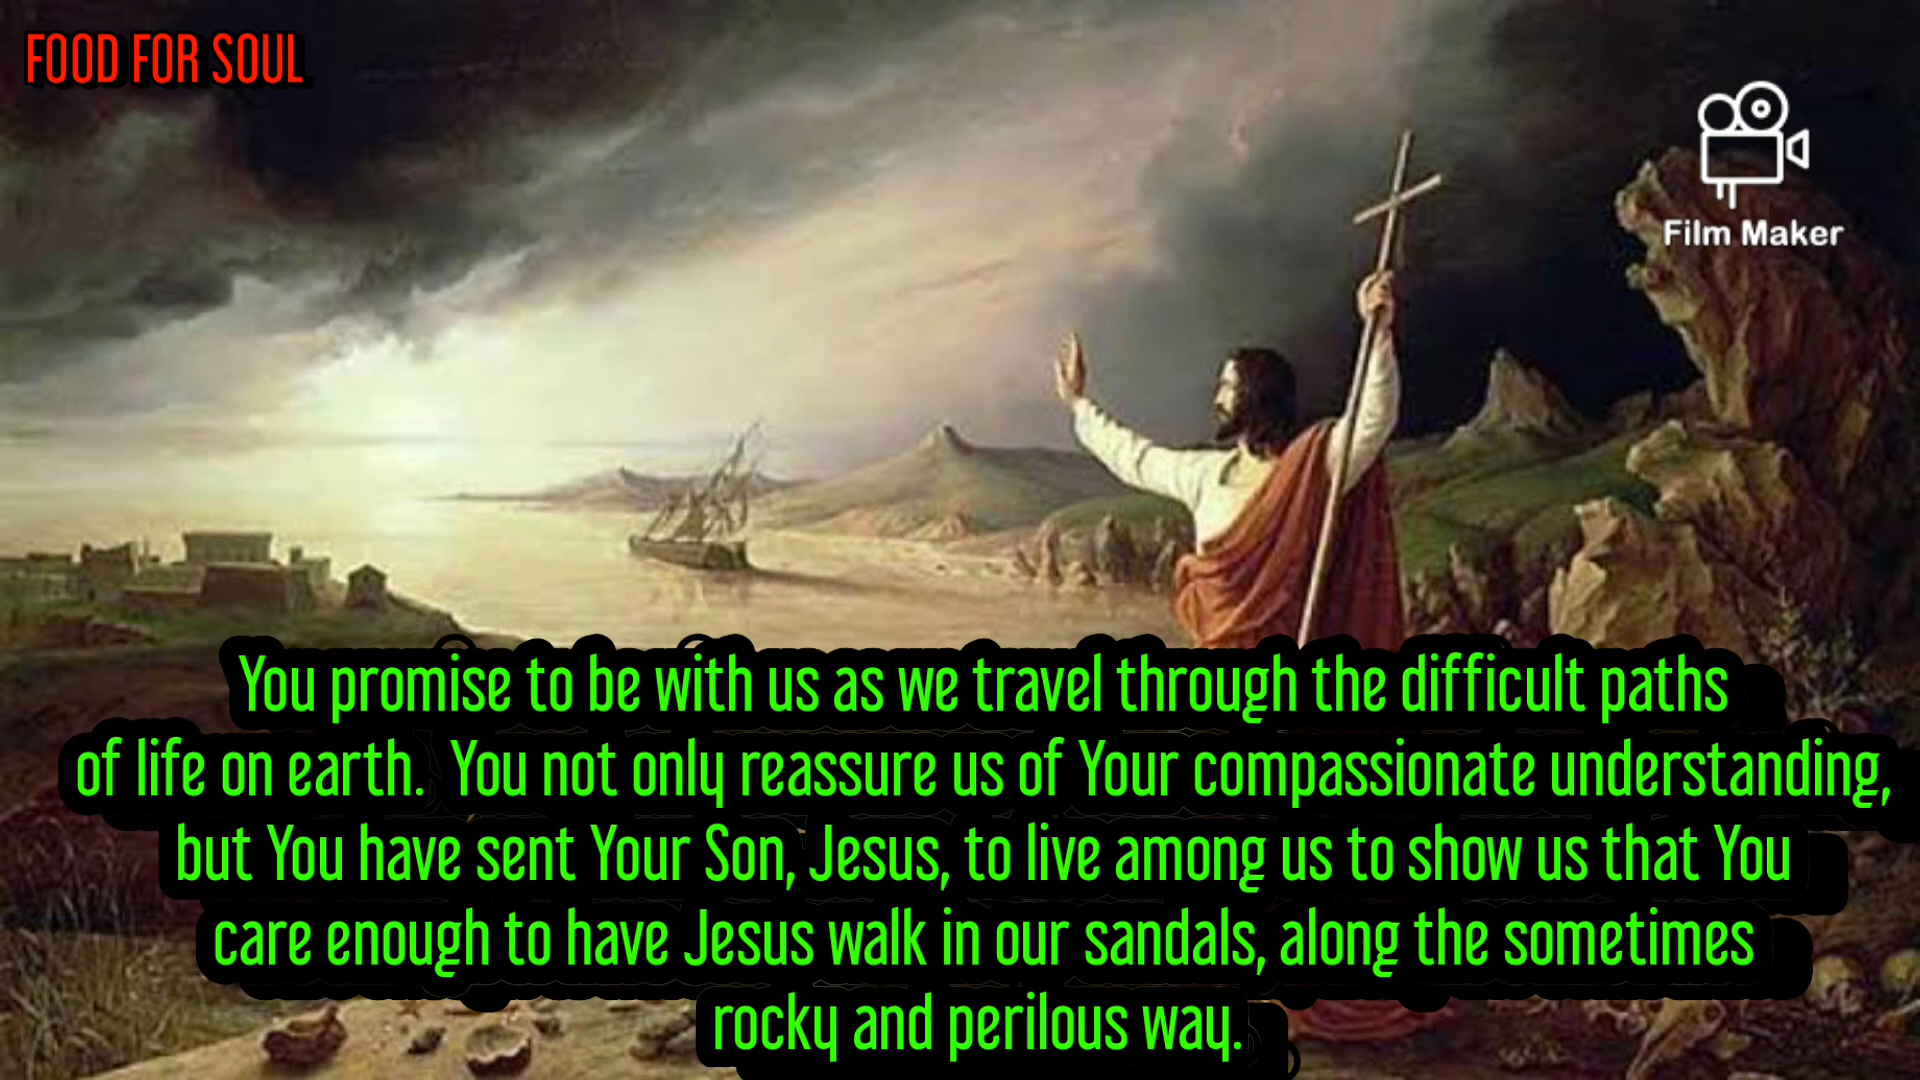 FOOD FOR SOUL
Film Maker
You promise to be with us as we travel through the difficult paths
of life on earth.  You not only reassure us of Your compassionate understanding,
but You have sent Your Son, Jesus, to live among us to show us that You
care enough to have Jesus walk in our sandals, along the sometimes
rocky and perilous way.